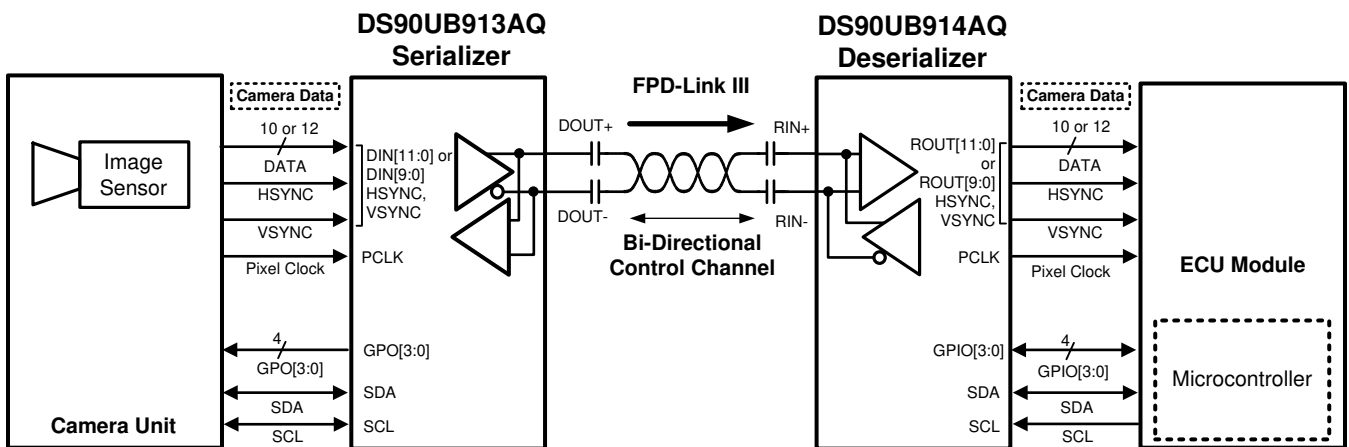 DS90UB913AQ
Serializer
DS90UB914AQ
Deserializer
Camera Data
FPD-Link III
Camera Data
10 or 12
DATA
HSYNC
VSYNC
Pixel Clock
Image
Sensor
DIN[11:0] or
DIN[9:0]
HSYNC,
VSYNC
PCLK
DOUT+
DOUT-
RIN+
RIN-
Bi-Directional
Control Channel
ROUT[11:0]
or
ROUT[9:0]
HSYNC,
VSYNC
PCLK
10 or 12
DATA
HSYNC
VSYNC
Pixel Clock
ECU Module
4
GPO[3:0]
SDA
SCL
GPO[3:0]
SDA
SCL
GPIO[3:0]
SDA
SCL
4
GPIO[3:0]
SDA
SCL
Microcontroller
Camera Unit